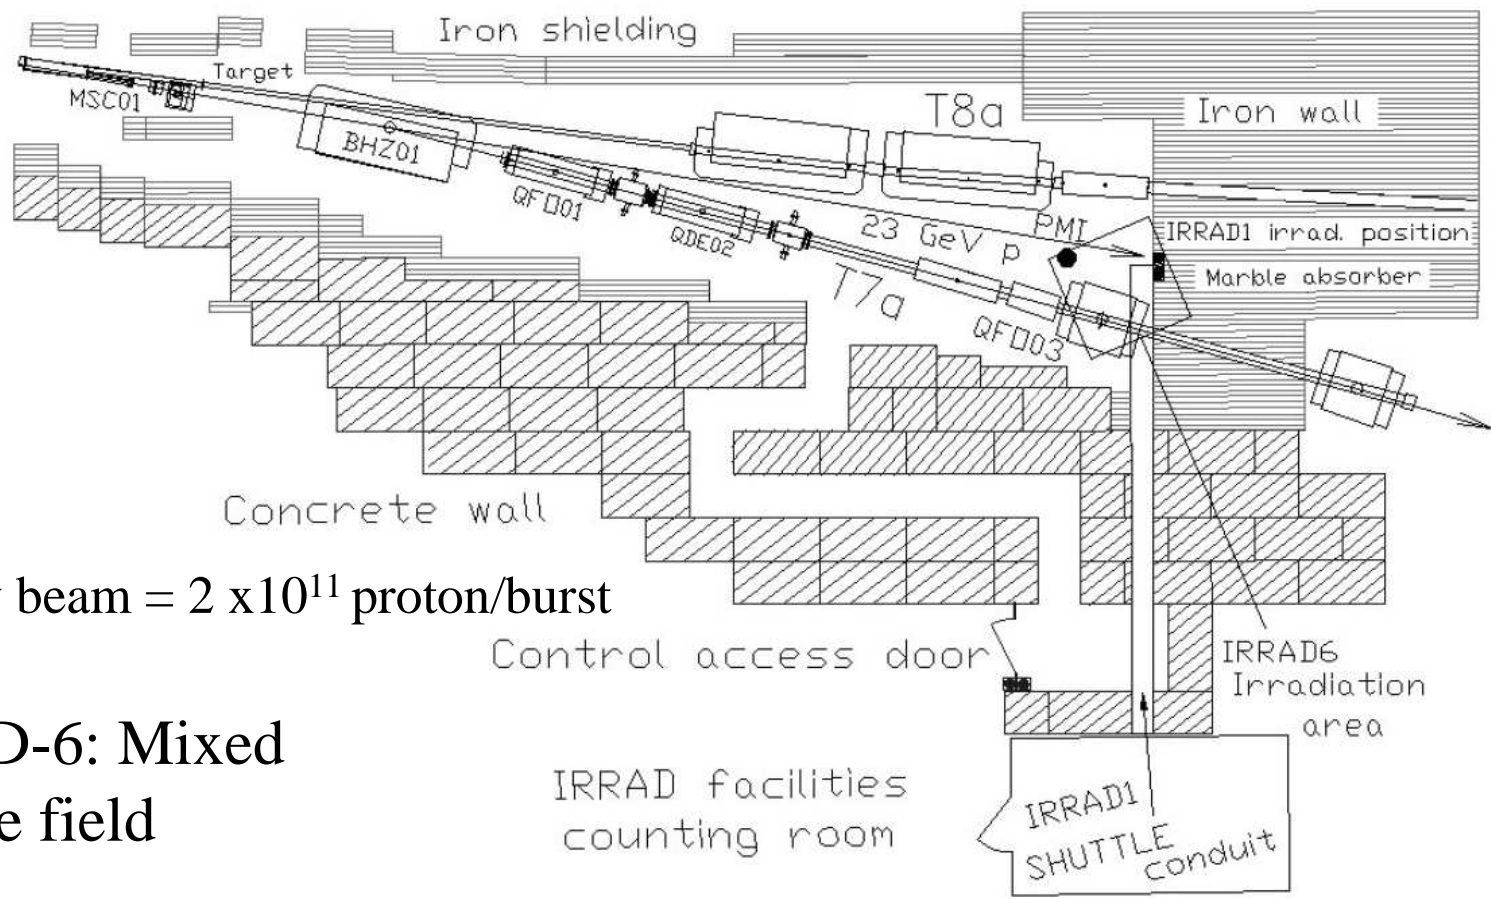 Iron shielding
Target
MSC01
T8a
Iron wall
BHZ01
QFO01
QDE02
23 GeV p
PMI
IRRAD1 irrad. position
Marble absorber
T7a
QFO03
Concrete wall
beam = 2 x10¹¹ proton/burst
Control access door
IRRAD6
Irradiation
area
D-6: Mixed
e field
IRRAD facilities
counting room
IRRAD1
SHUTTLE
conduit